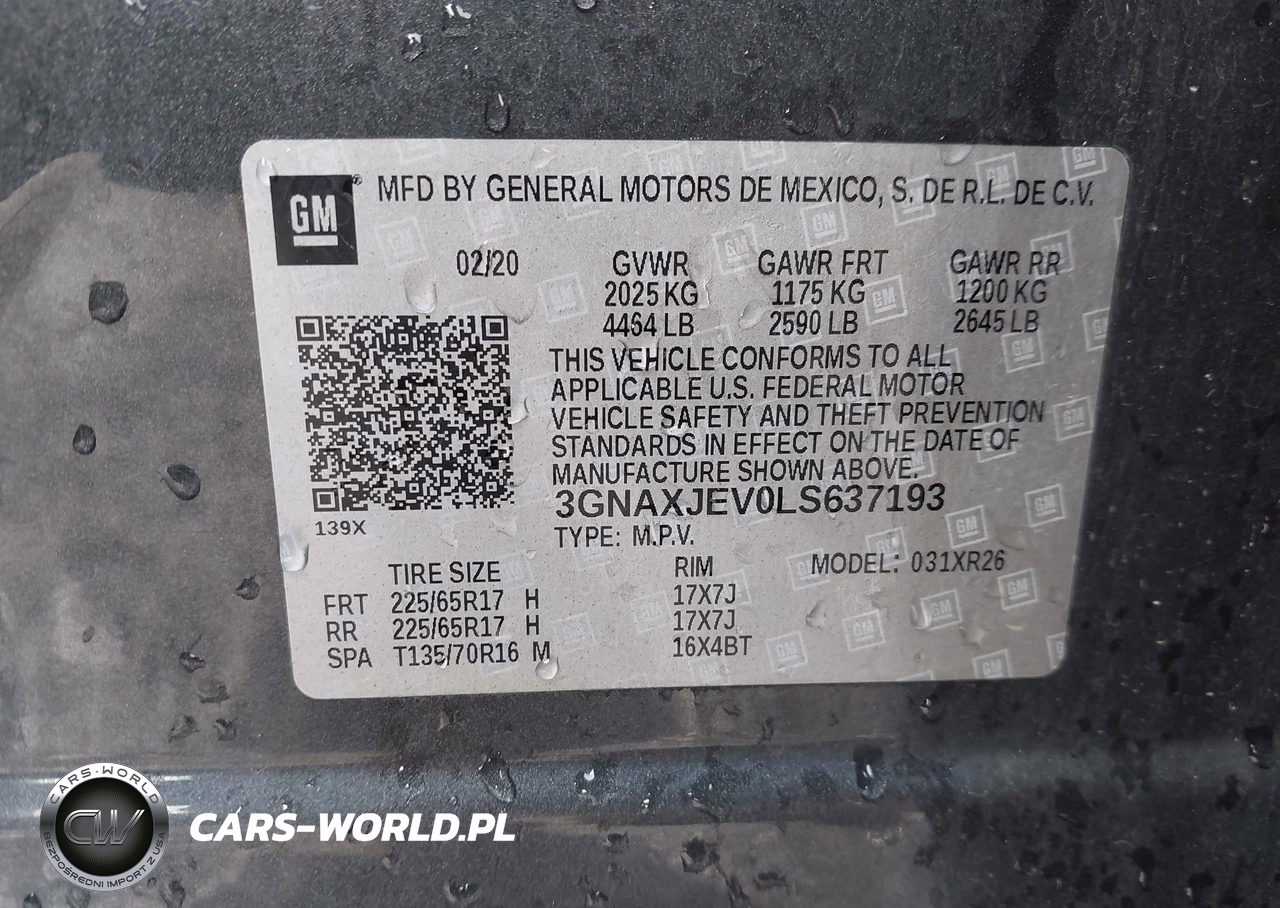 GM
MFD BY GENERAL MOTORS DE MEXICO, S. DE R.L. DE C.V.
02/20 GVWR GAWR FRT GAWR RR
2025 KG 1175 KG 1200 KG
4464 LB 2590 LB 2645 LB
THIS VEHICLE CONFORMS TO ALL
APPLICABLE U.S. FEDERAL MOTOR
VEHICLE SAFETY AND THEFT PREVENTION
STANDARDS IN EFFECT ON THE DATE OF
MANUFACTURE SHOWN ABOVE.
3GNAXJEV0LS637193
139X
TYPE: M.P.V.
TIRE SIZE RIM MODEL: 031XR26
FRT 225/65R17 H 17X7J
RR 225/65R17 H 17X7J
SPA T135/70R16 M 16X4BT
CARS-WORLD
CW
BEZPOŚREDNI IMPORT Z USA
CARS-WORLD.PL